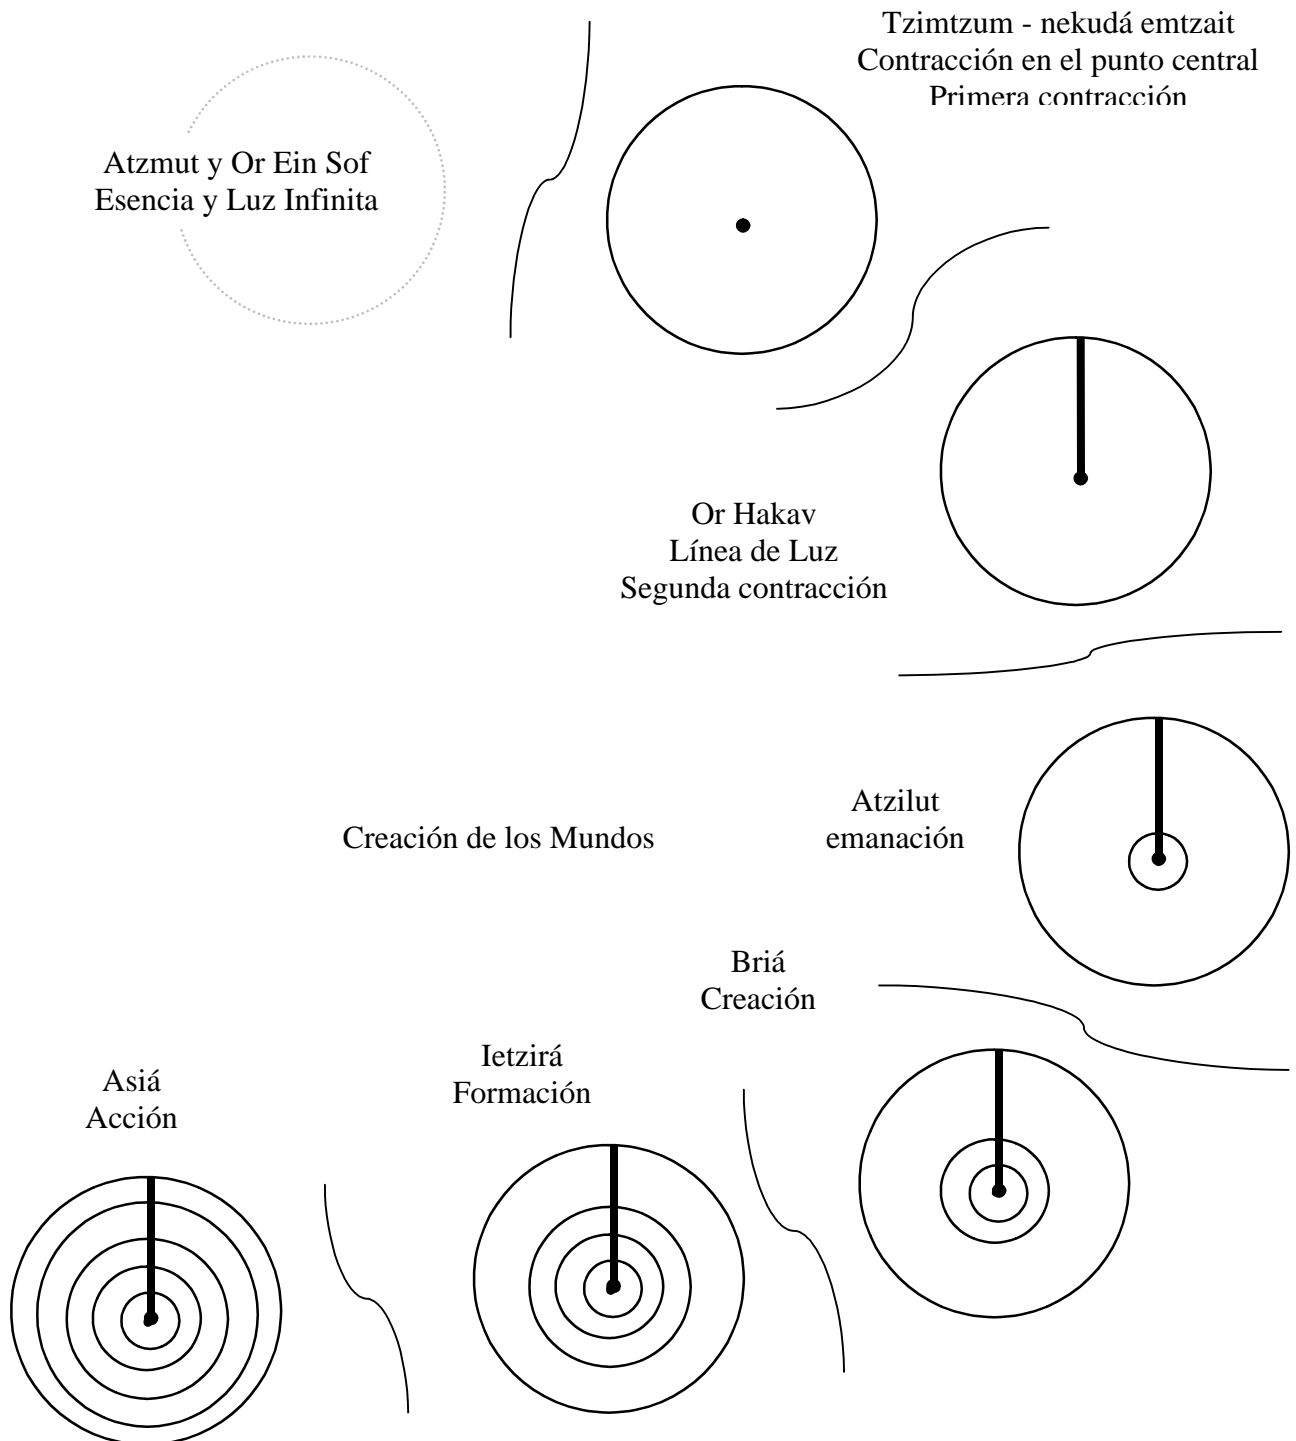 Tzimtzum - nekudá emtzait
Contracción en el punto central
Primera contracción
Atzmut y Or Ein Sof
Esencia y Luz Infinita
Or Hakav
Línea de Luz
Segunda contracción
Atzilut
emanación
Creación de los Mundos
Briá
Creación
Ietzirá
Formación
Asiá
Acción